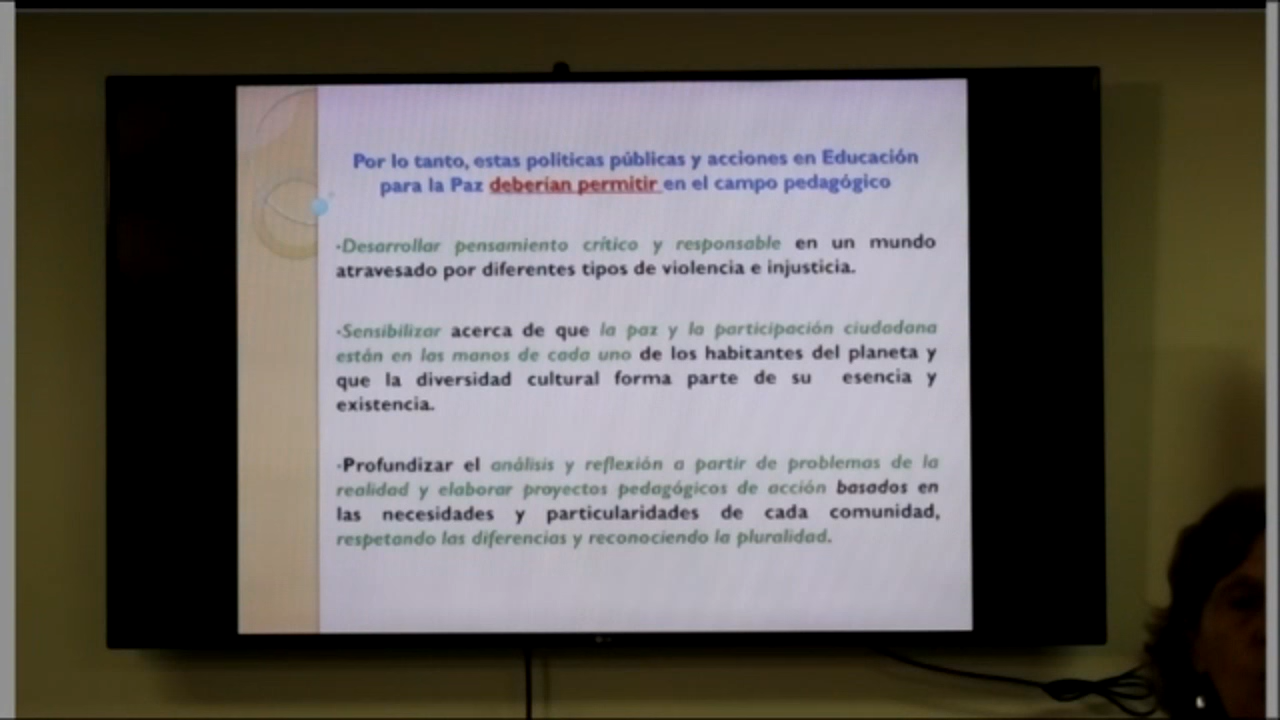 Por lo tanto, estas políticas públicas y acciones en Educación
para la Paz deberían permitir en el campo pedagógico
•Desarrollar pensamiento crítico y responsable en un mundo
atravesado por diferentes tipos de violencia e injusticia.
•Sensibilizar acerca de que la paz y la participación ciudadana
están en las manos de cada uno de los habitantes del planeta y
que la diversidad cultural forma parte de su esencia y
existencia.
•Profundizar el análisis y reflexión a partir de problemas de la
realidad y elaborar proyectos pedagógicos de acción basados en
las necesidades y particularidades de cada comunidad,
respetando las diferencias y reconociendo la pluralidad.